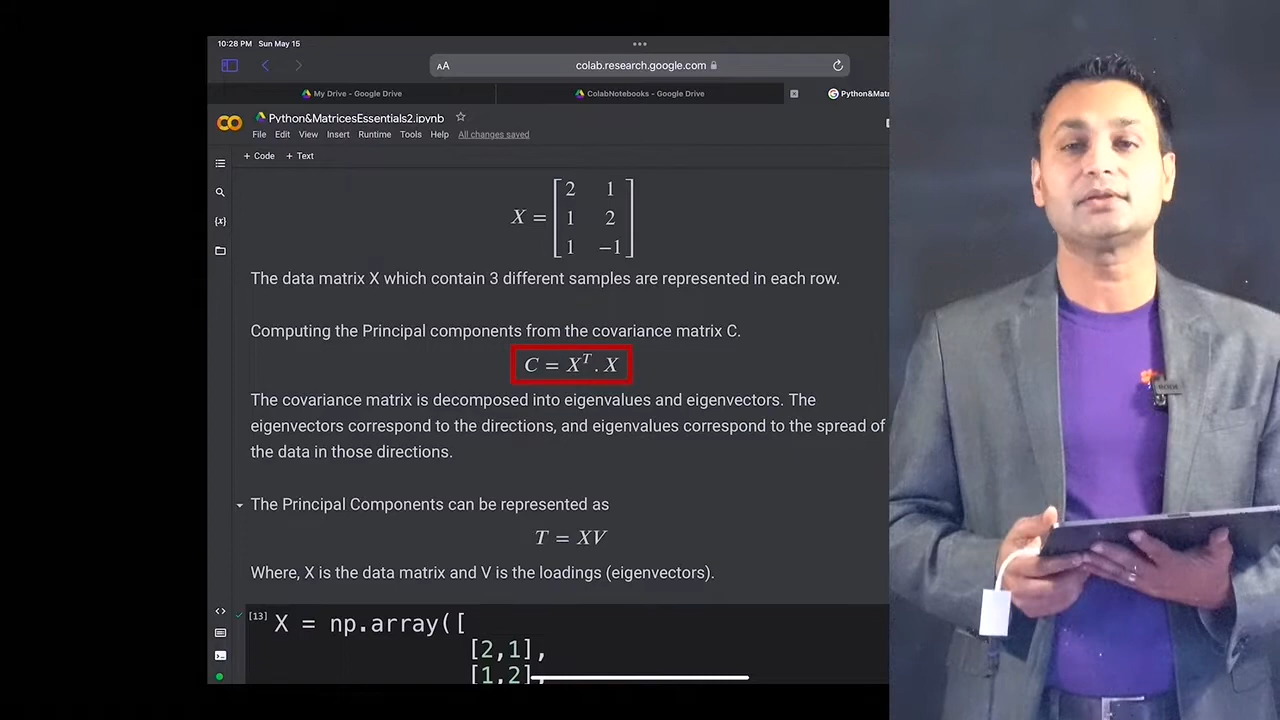 10:28 PM Sun May 15
AA colab.research.google.com
My Drive - Google Drive
ColabNotebooks - Google Drive
Python&Matr
Python&MatricesEssentials2.ipynb
File Edit View Insert Runtime Tools Help All changes saved
+ Code + Text
X = [2 1
1 2
1 −1]
The data matrix X which contain 3 different samples are represented in each row.
Computing the Principal components from the covariance matrix C.
C = X^T . X
The covariance matrix is decomposed into eigenvalues and eigenvectors. The
eigenvectors correspond to the directions, and eigenvalues correspond to the spread of
the data in those directions.
The Principal Components can be represented as
T = XV
Where, X is the data matrix and V is the loadings (eigenvectors).
[13] X = np.array([
[2,1],
[1,2],